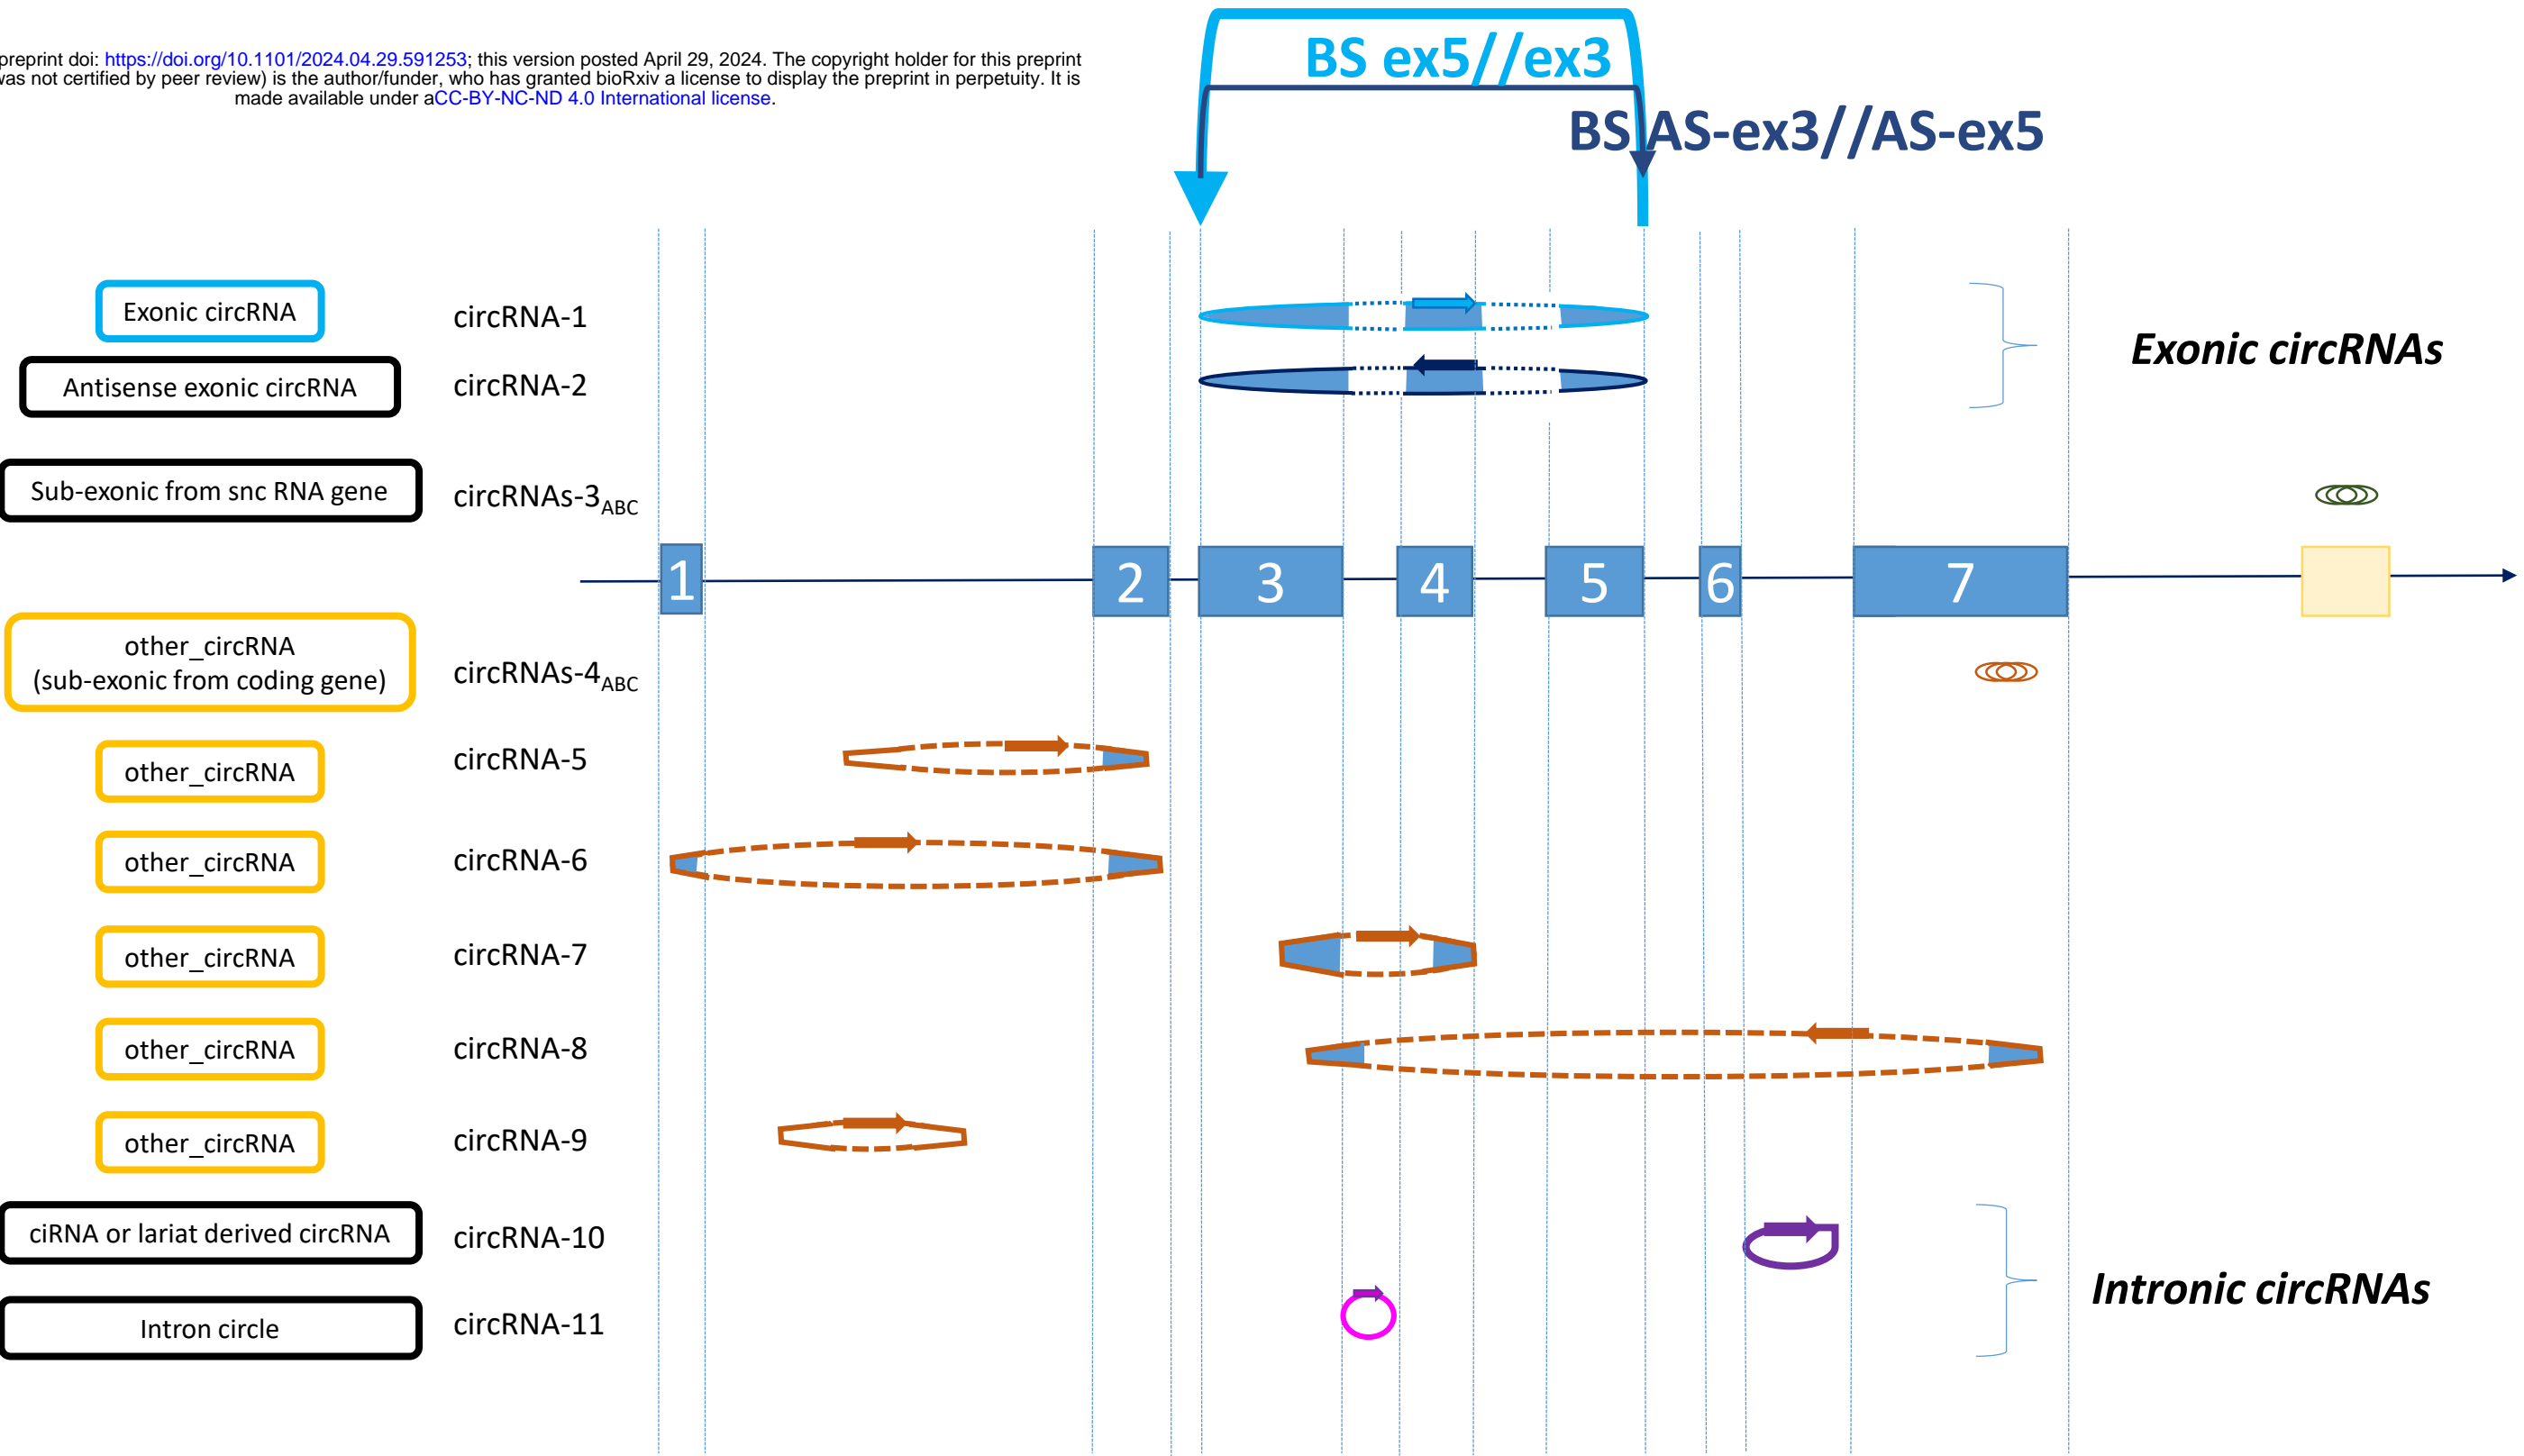 preprint doi: https://doi.org/10.1101/2024.04.29.591253; this version posted April 29, 2024. The copyright holder for this preprint
was not certified by peer review) is the author/funder, who has granted bioRxiv a license to display the preprint in perpetuity. It is
made available under aCC-BY-NC-ND 4.0 International license.
BS ex5//ex3
BS AS-ex3//AS-ex5
Exonic circRNA
circRNA-1
Exonic circRNAs
Antisense exonic circRNA
circRNA-2
Sub-exonic from snc RNA gene
circRNAs-3ABC
1 2 3 4 5 6 7
other_circRNA
(sub-exonic from coding gene)
circRNAs-4ABC
other_circRNA
circRNA-5
other_circRNA
circRNA-6
other_circRNA
circRNA-7
other_circRNA
circRNA-8
other_circRNA
circRNA-9
ciRNA or lariat derived circRNA
circRNA-10
Intronic circRNAs
Intron circle
circRNA-11